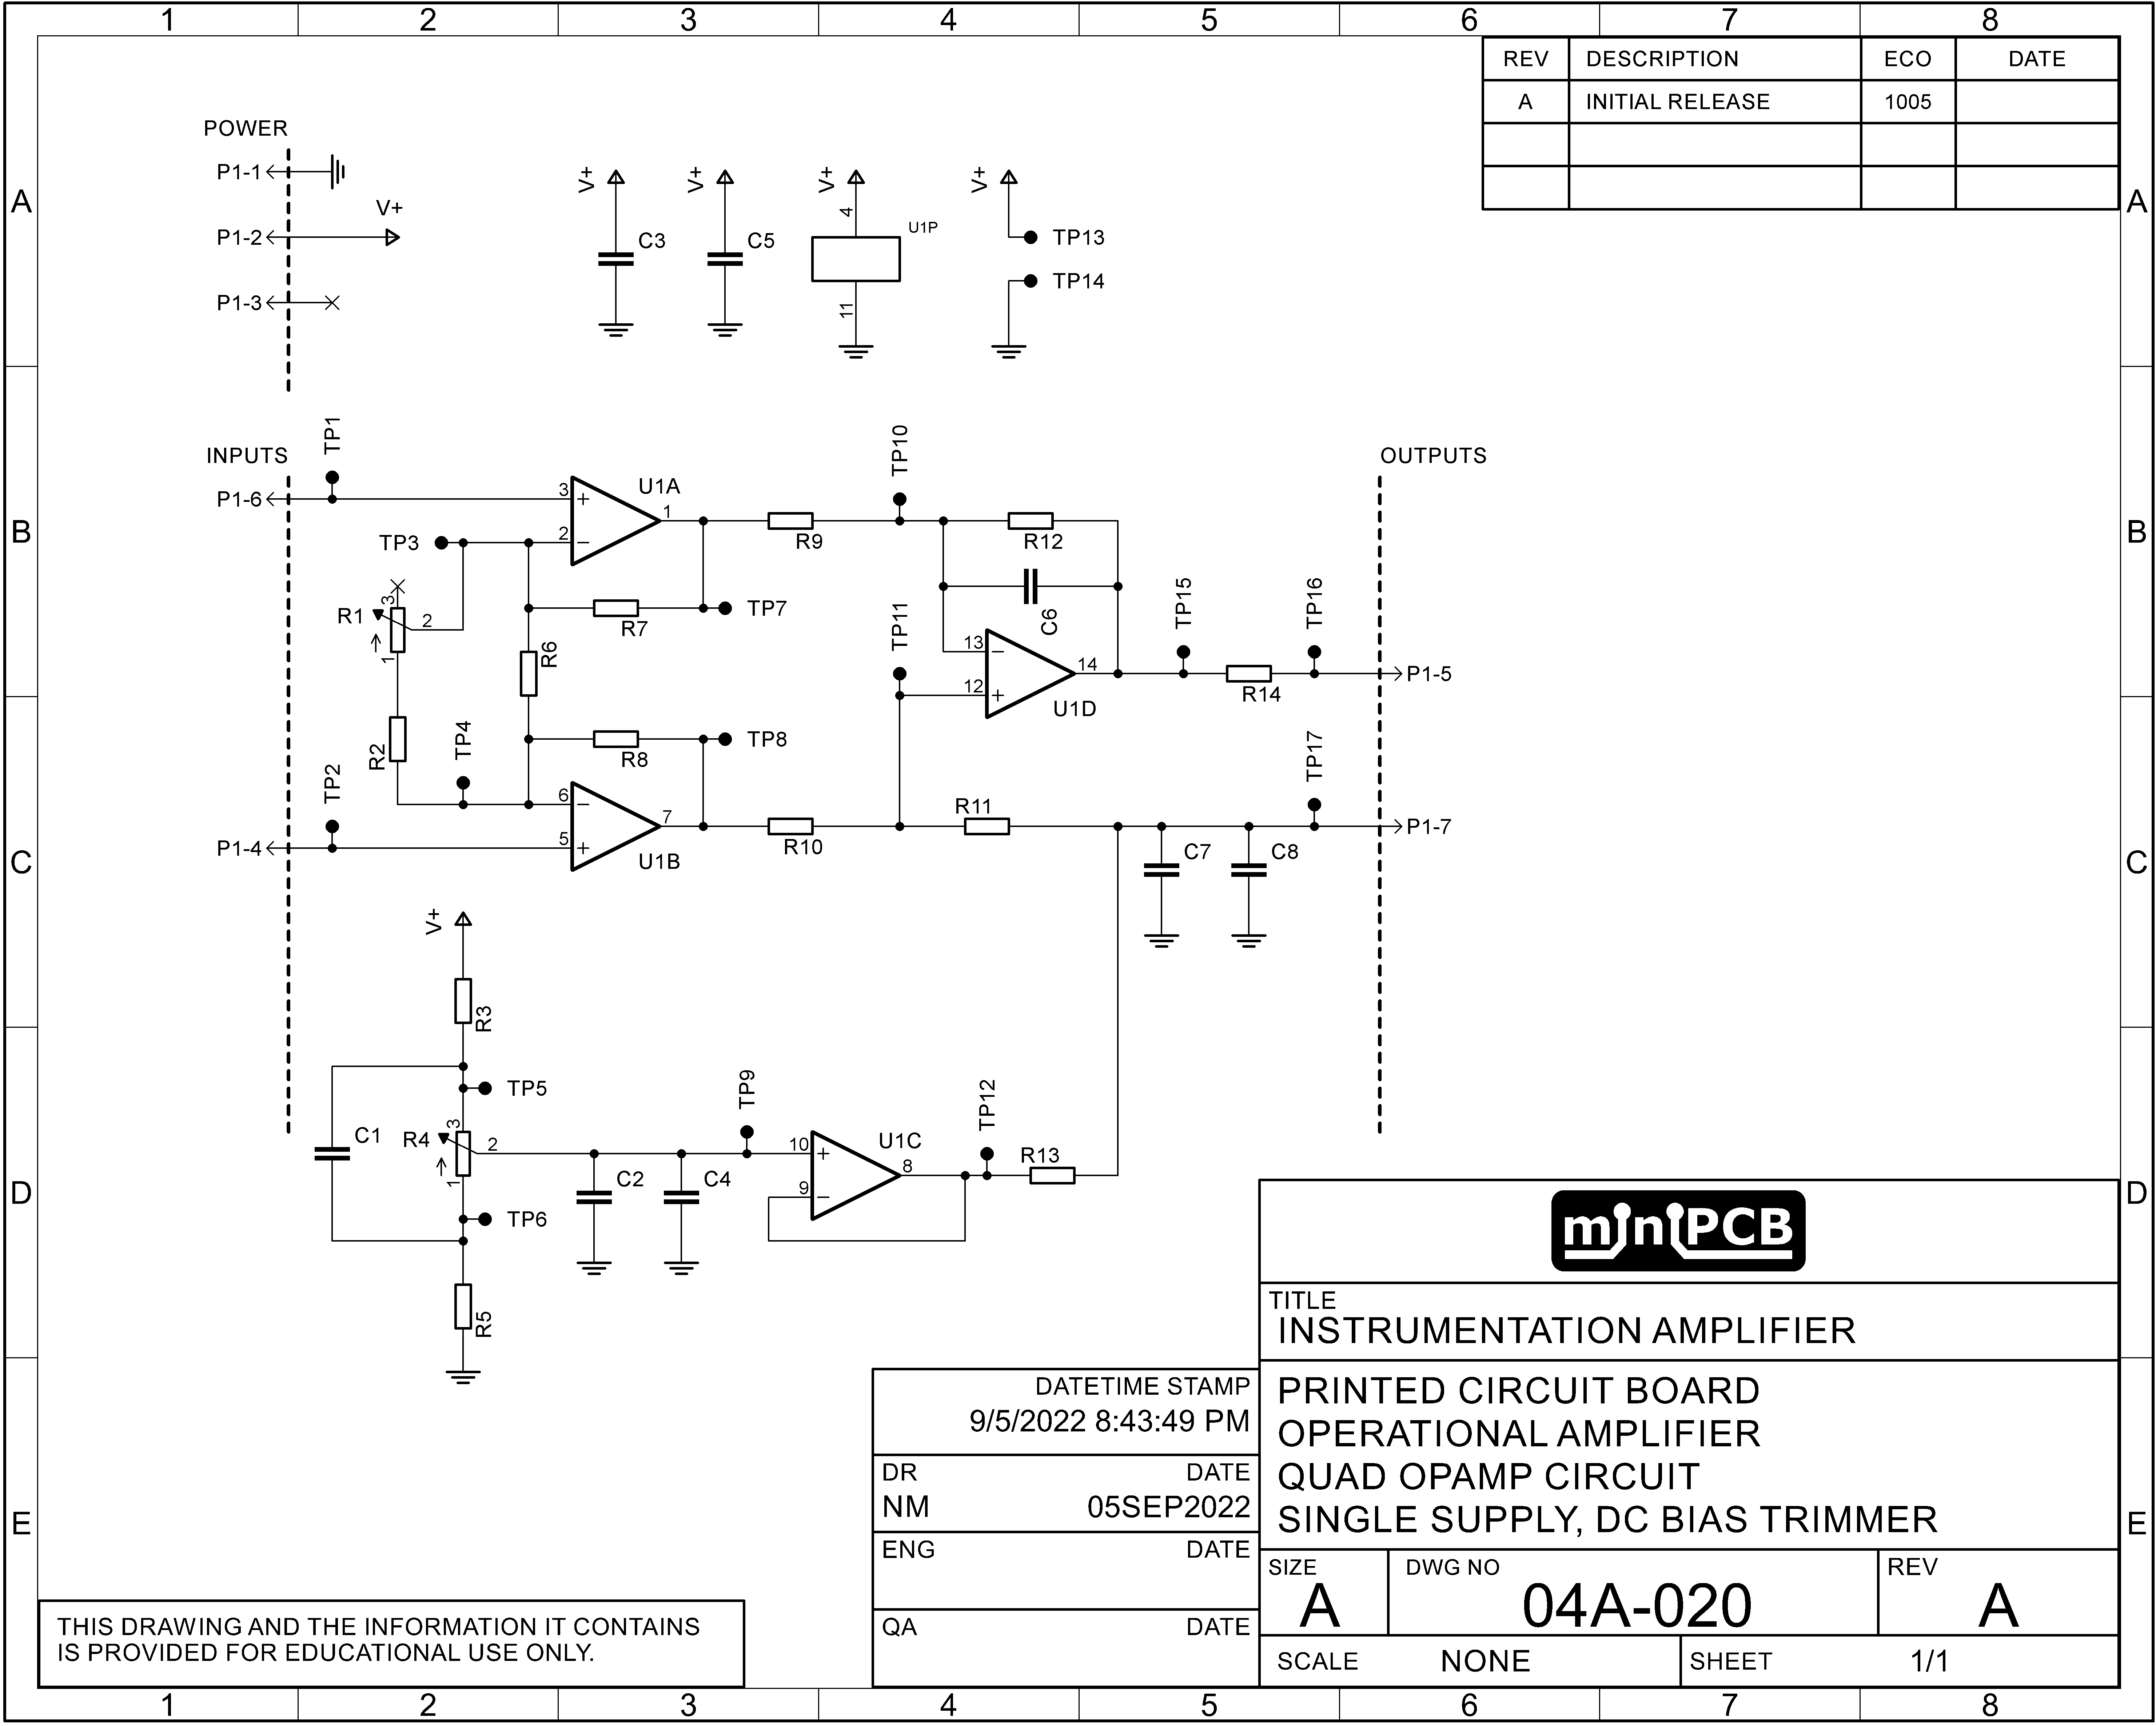 1 2 3 4 5 6 7 8
REV DESCRIPTION ECO DATE
A INITIAL RELEASE 1005
POWER
P1-1
V+
P1-2
P1-3
V+
C3
V+
C5
V+
4
U1P
11
V+
TP13
TP14
A A
INPUTS
TP1
P1-6
3
+
U1A
1
2
−
TP3
R9
TP10
R12
C6
R1
3
2
1
R7
TP7
R6
TP11
13
−
14
12
+
U1D
TP15
TP16
R14
OUTPUTS
P1-5
B B
R2
TP4
R8
TP8
TP2
6
−
7
5
+
U1B
P1-4
R10
R11
TP17
P1-7
C7
C8
C C
V+
R3
TP5
C1
R4
3
2
1
TP6
R5
C2
C4
TP9
10
+
U1C
8
9
−
TP12
R13
D D
miniPCB
TITLE
INSTRUMENTATION AMPLIFIER
PRINTED CIRCUIT BOARD
OPERATIONAL AMPLIFIER
QUAD OPAMP CIRCUIT
SINGLE SUPPLY, DC BIAS TRIMMER
DATETIME STAMP
9/5/2022 8:43:49 PM
DR DATE
NM 05SEP2022
ENG DATE
QA DATE
SIZE
A
DWG NO
04A-020
REV
A
SCALE NONE
SHEET 1/1
E E
THIS DRAWING AND THE INFORMATION IT CONTAINS
IS PROVIDED FOR EDUCATIONAL USE ONLY.
1 2 3 4 5 6 7 8